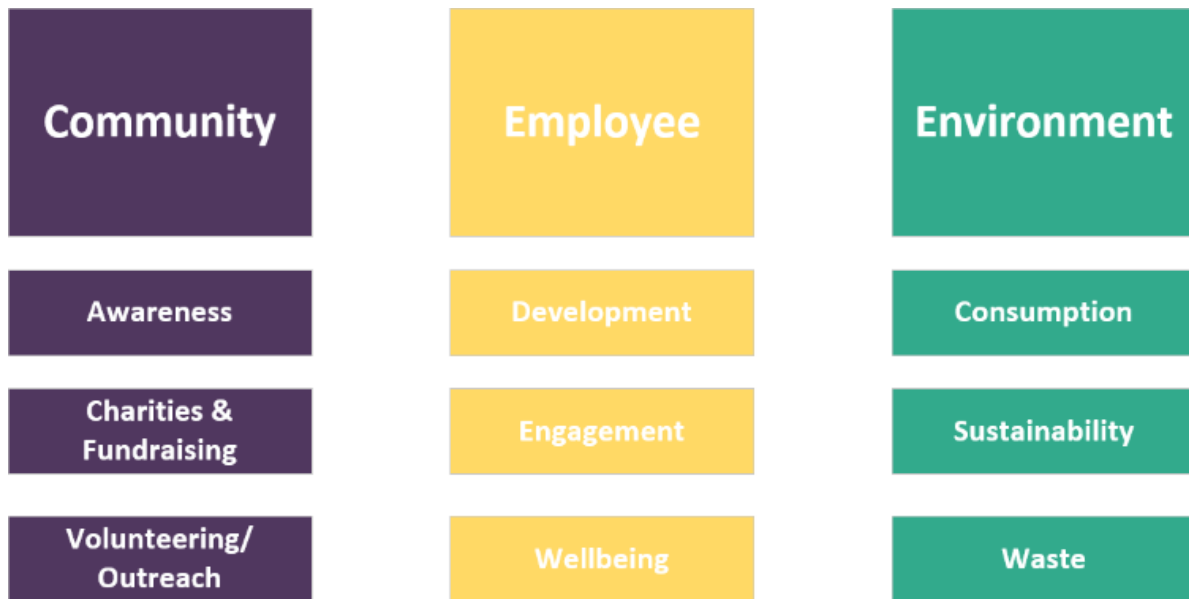 Community
Employee
Environment
Awareness
Development
Consumption
Charities &
Fundraising
Engagement
Sustainability
Volunteering/
Outreach
Wellbeing
Waste